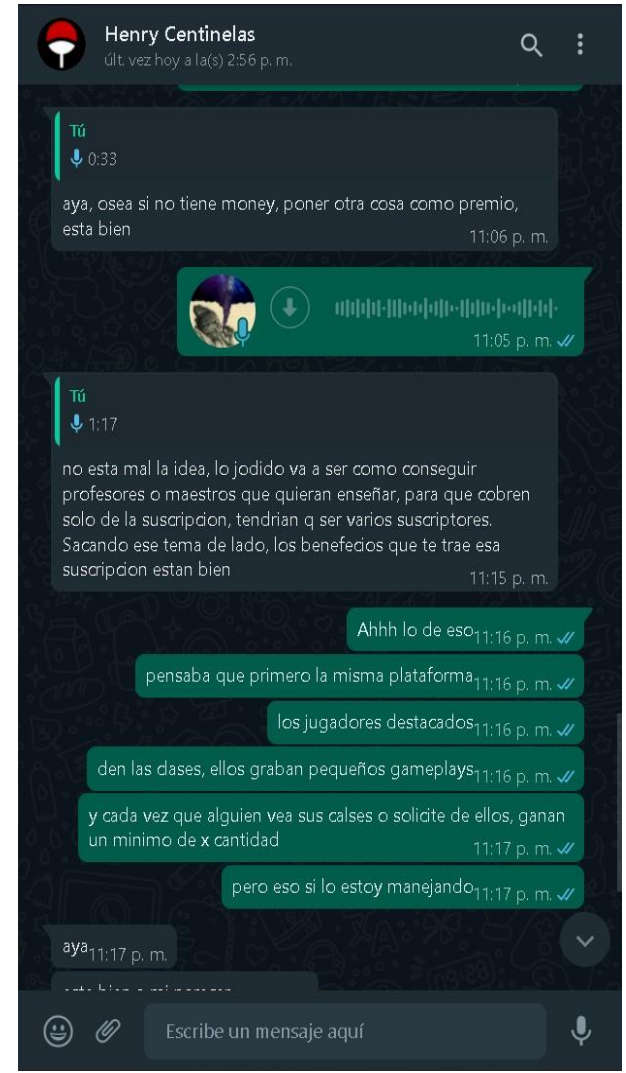 Henry Centinelas
últ. vez hoy a la(s) 2:56 p. m.
Tú
0:33
aya, osea si no tiene money, poner otra cosa como premio,
esta bien
11:06 p. m.
11:05 p. m.
Tú
1:17
no esta mal la idea, lo jodido va a ser como conseguir
profesores o maestros que quieran enseñar, para que cobren
solo de la suscripcion, tendrian q ser varios suscriptores.
Sacando ese tema de lado, los benefecios que te trae esa
suscripcion estan bien
11:15 p. m.
Ahhh lo de eso 11:16 p. m.
pensaba que primero la misma plataforma 11:16 p. m.
los jugadores destacados 11:16 p. m.
den las clases, ellos graban pequeños gameplays 11:16 p. m.
y cada vez que alguien vea sus calses o solicite de ellos, ganan
un minimo de x cantidad
11:17 p. m.
pero eso si lo estoy manejando 11:17 p. m.
aya 11:17 p. m.
Escribe un mensaje aquí